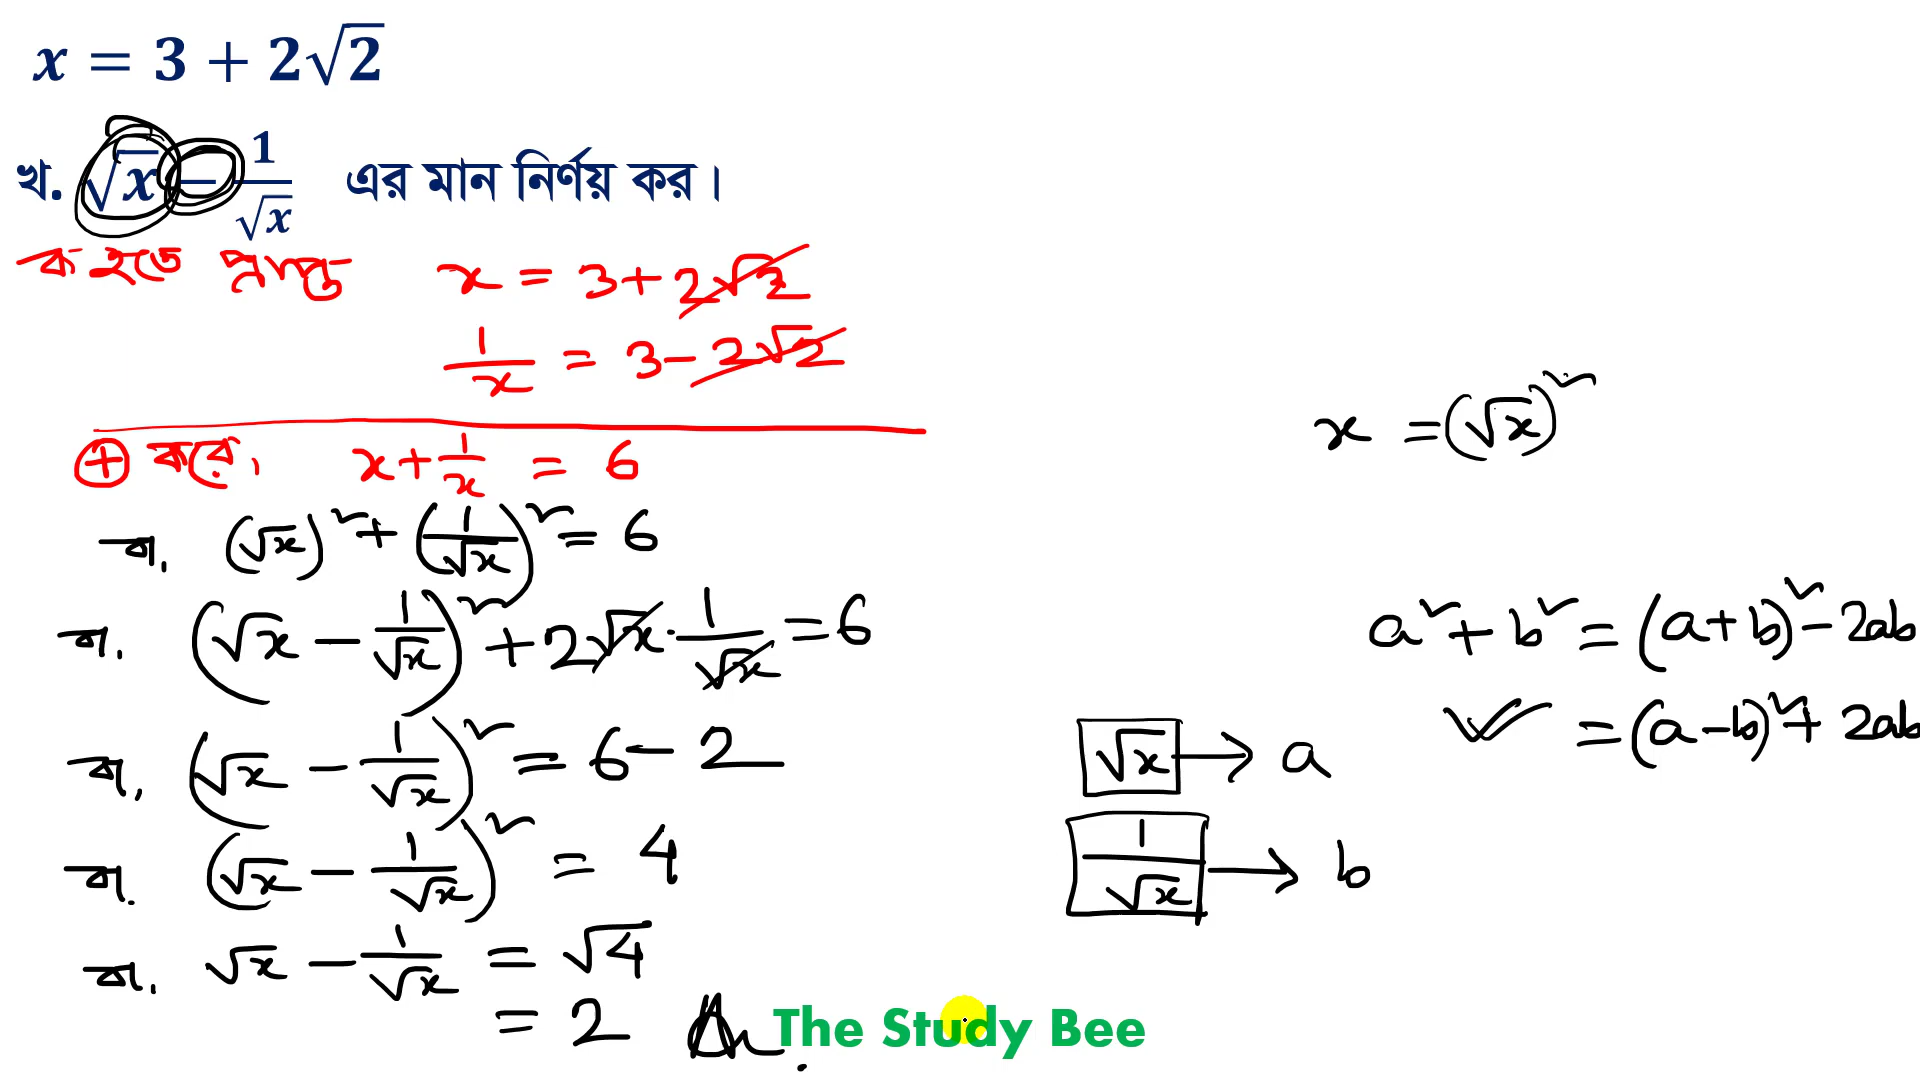 x = 3 + 2√2
খ. √x − 1/√x এর মান নির্ণয় কর।
ক হতে প্রাপ্ত x = 3 + 2√2
1/x = 3 − 2√2
⊕ করে, x + 1/x = 6
x = (√x)²
বা, (√x)² + (1/√x)² = 6
বা, (√x − 1/√x)² + 2√x · 1/√x = 6
a² + b² = (a + b)² − 2ab
= (a − b)² + 2ab
বা, (√x − 1/√x)² = 6 − 2
√x → a
বা, (√x − 1/√x)² = 4
1/√x → b
বা, √x − 1/√x = √4
= 2 An.
The Study Bee